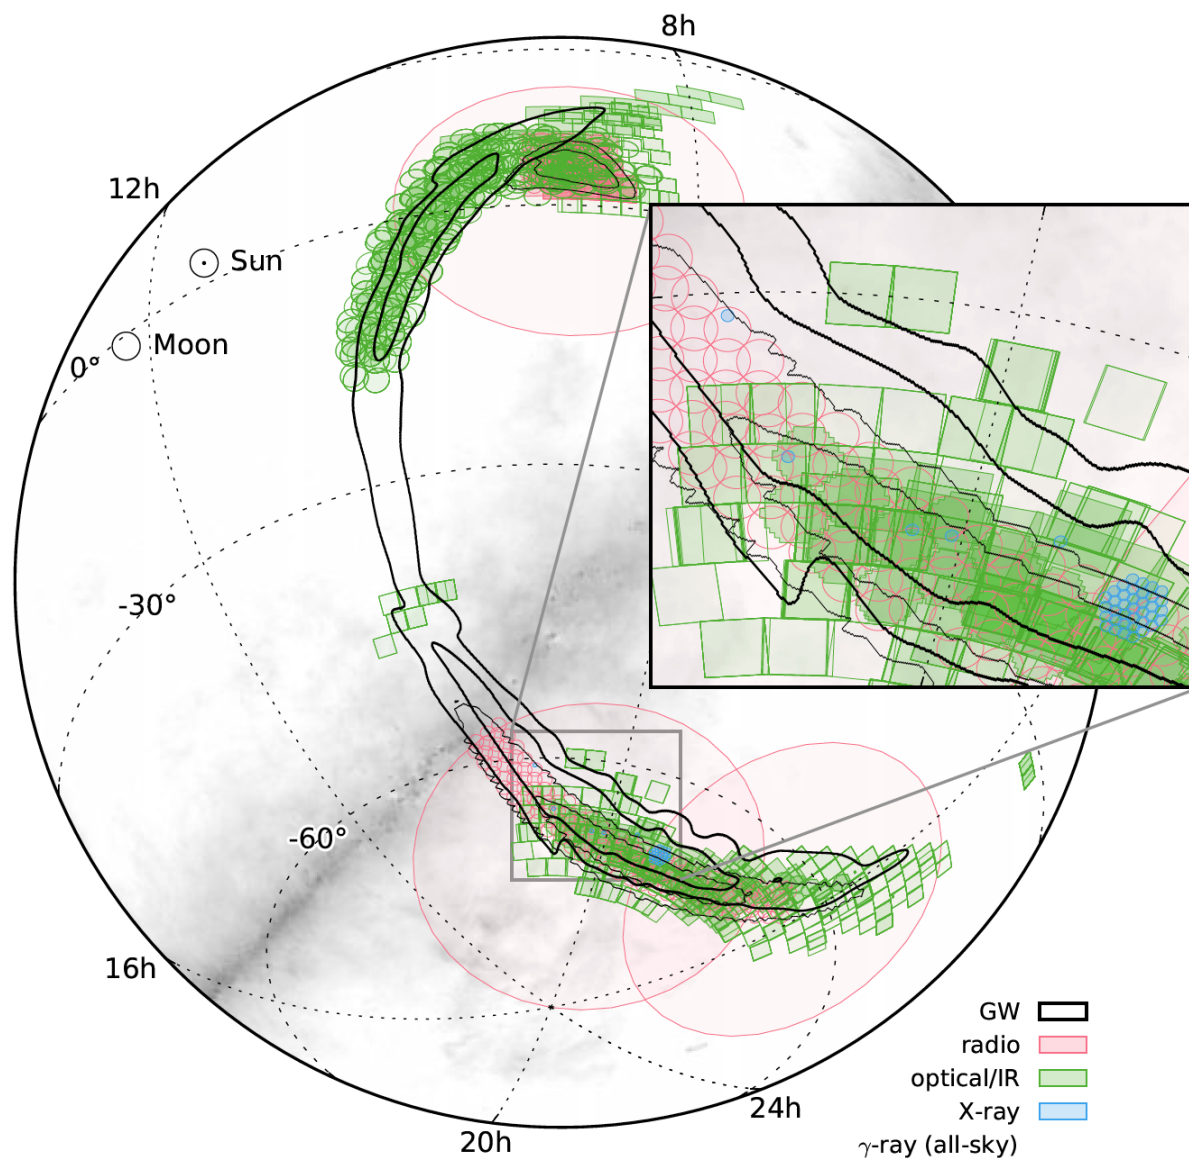 8h
12h
Sun
Moon
0°
-30°
-60°
16h
20h
24h
GW
radio
optical/IR
X-ray
γ-ray (all-sky)